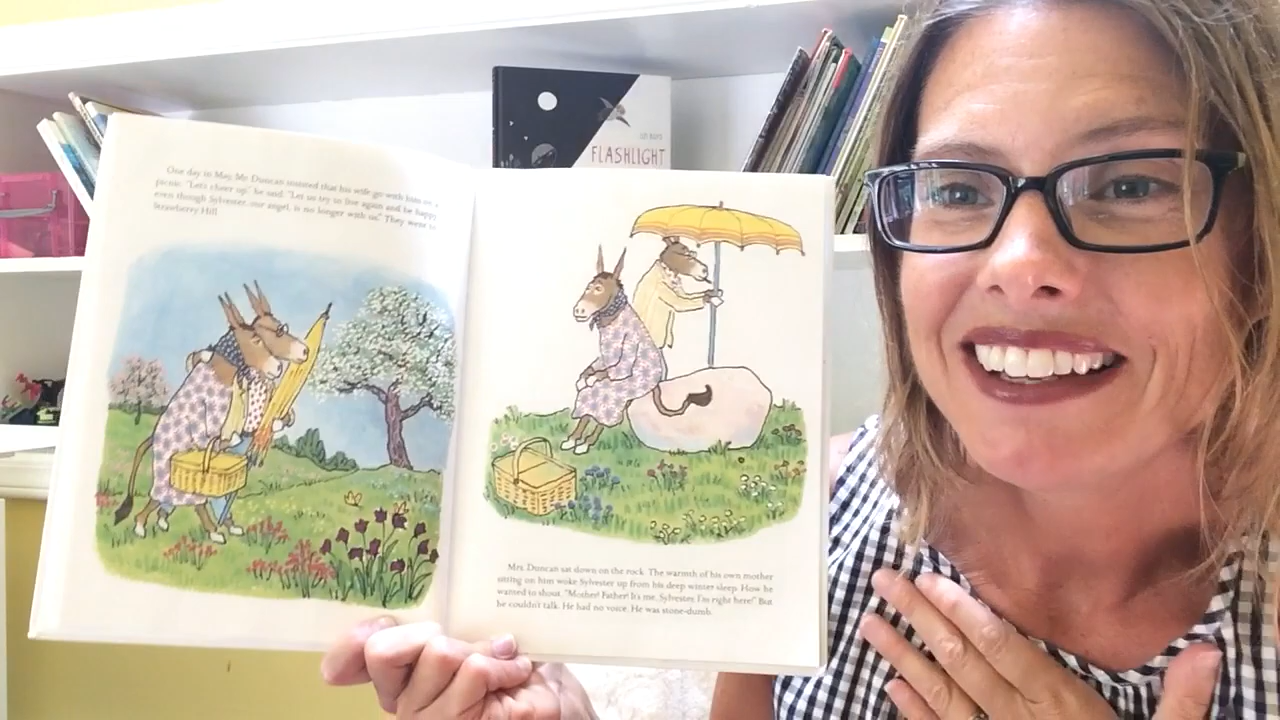 One day in May, Mr. Duncan insisted that his wife go with him on a
picnic. "Let's cheer up," he said. "Let us try to live again and be happy
even though Sylvester, our angel, is no longer with us." They went to
Strawberry Hill.
FLASHLIGHT
Mrs. Duncan sat down on the rock. The warmth of his own mother
sitting on him woke Sylvester up from his deep winter sleep. How he
wanted to shout, "Mother! Father! It's me, Sylvester, I'm right here!" But
he couldn't talk. He had no voice. He was stone-dumb.